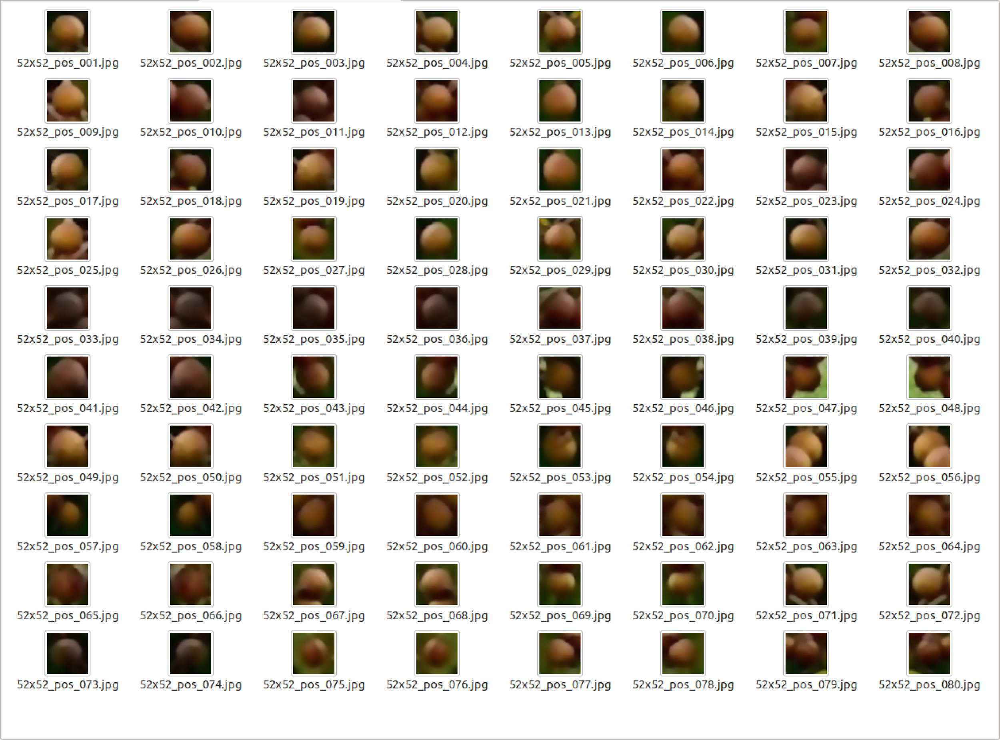 52x52_pos_001.jpg 52x52_pos_002.jpg 52x52_pos_003.jpg 52x52_pos_004.jpg 52x52_pos_005.jpg 52x52_pos_006.jpg 52x52_pos_007.jpg 52x52_pos_008.jpg
52x52_pos_009.jpg 52x52_pos_010.jpg 52x52_pos_011.jpg 52x52_pos_012.jpg 52x52_pos_013.jpg 52x52_pos_014.jpg 52x52_pos_015.jpg 52x52_pos_016.jpg
52x52_pos_017.jpg 52x52_pos_018.jpg 52x52_pos_019.jpg 52x52_pos_020.jpg 52x52_pos_021.jpg 52x52_pos_022.jpg 52x52_pos_023.jpg 52x52_pos_024.jpg
52x52_pos_025.jpg 52x52_pos_026.jpg 52x52_pos_027.jpg 52x52_pos_028.jpg 52x52_pos_029.jpg 52x52_pos_030.jpg 52x52_pos_031.jpg 52x52_pos_032.jpg
52x52_pos_033.jpg 52x52_pos_034.jpg 52x52_pos_035.jpg 52x52_pos_036.jpg 52x52_pos_037.jpg 52x52_pos_038.jpg 52x52_pos_039.jpg 52x52_pos_040.jpg
52x52_pos_041.jpg 52x52_pos_042.jpg 52x52_pos_043.jpg 52x52_pos_044.jpg 52x52_pos_045.jpg 52x52_pos_046.jpg 52x52_pos_047.jpg 52x52_pos_048.jpg
52x52_pos_049.jpg 52x52_pos_050.jpg 52x52_pos_051.jpg 52x52_pos_052.jpg 52x52_pos_053.jpg 52x52_pos_054.jpg 52x52_pos_055.jpg 52x52_pos_056.jpg
52x52_pos_057.jpg 52x52_pos_058.jpg 52x52_pos_059.jpg 52x52_pos_060.jpg 52x52_pos_061.jpg 52x52_pos_062.jpg 52x52_pos_063.jpg 52x52_pos_064.jpg
52x52_pos_065.jpg 52x52_pos_066.jpg 52x52_pos_067.jpg 52x52_pos_068.jpg 52x52_pos_069.jpg 52x52_pos_070.jpg 52x52_pos_071.jpg 52x52_pos_072.jpg
52x52_pos_073.jpg 52x52_pos_074.jpg 52x52_pos_075.jpg 52x52_pos_076.jpg 52x52_pos_077.jpg 52x52_pos_078.jpg 52x52_pos_079.jpg 52x52_pos_080.jpg